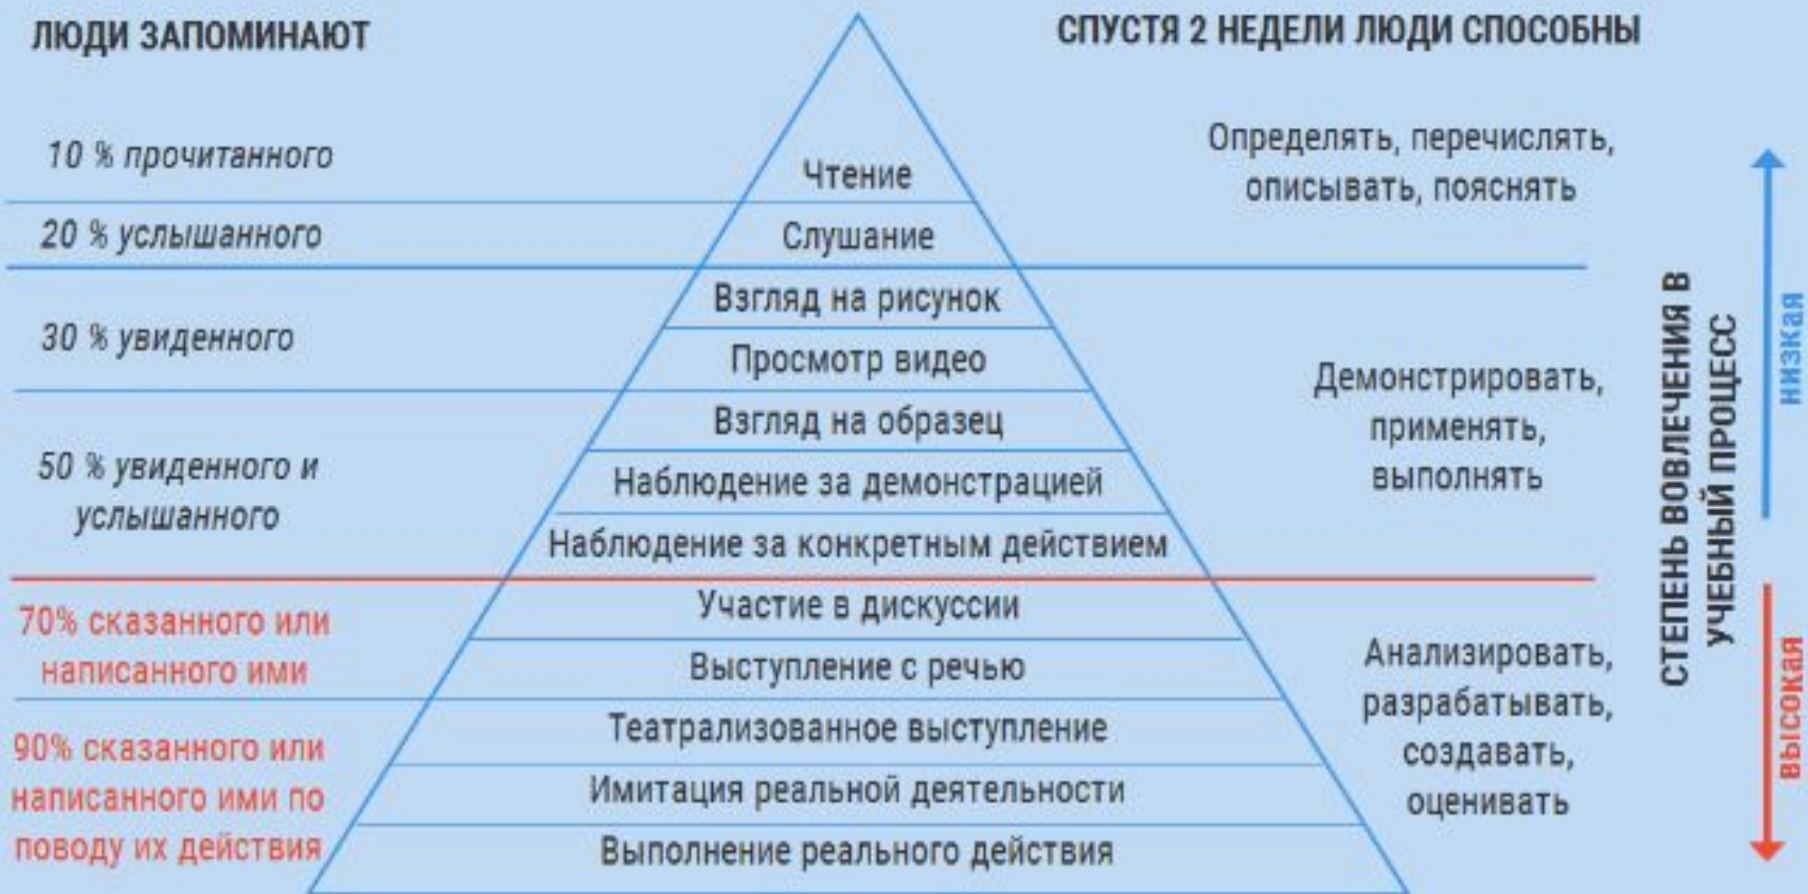 ЛЮДИ ЗАПОМИНАЮТ
10 % прочитанного
20 % услышанного
30 % увиденного
50 % увиденного и
услышанного
70% сказанного или
написанного ими
90% сказанного или
написанного ими по
поводу их действия
Чтение
Слушание
Взгляд на рисунок
Просмотр видео
Взгляд на образец
Наблюдение за демонстрацией
Наблюдение за конкретным действием
Участие в дискуссии
Выступление с речью
Театрализованное выступление
Имитация реальной деятельности
Выполнение реального действия
СПУСТЯ 2 НЕДЕЛИ ЛЮДИ СПОСОБНЫ
Определять, перечислять,
описывать, пояснять
Демонстрировать,
применять,
выполнять
Анализировать,
разрабатывать,
создавать,
оценивать
СТЕПЕНЬ ВОВЛЕЧЕНИЯ В
УЧЕБНЫЙ ПРОЦЕСС
низкая
высокая